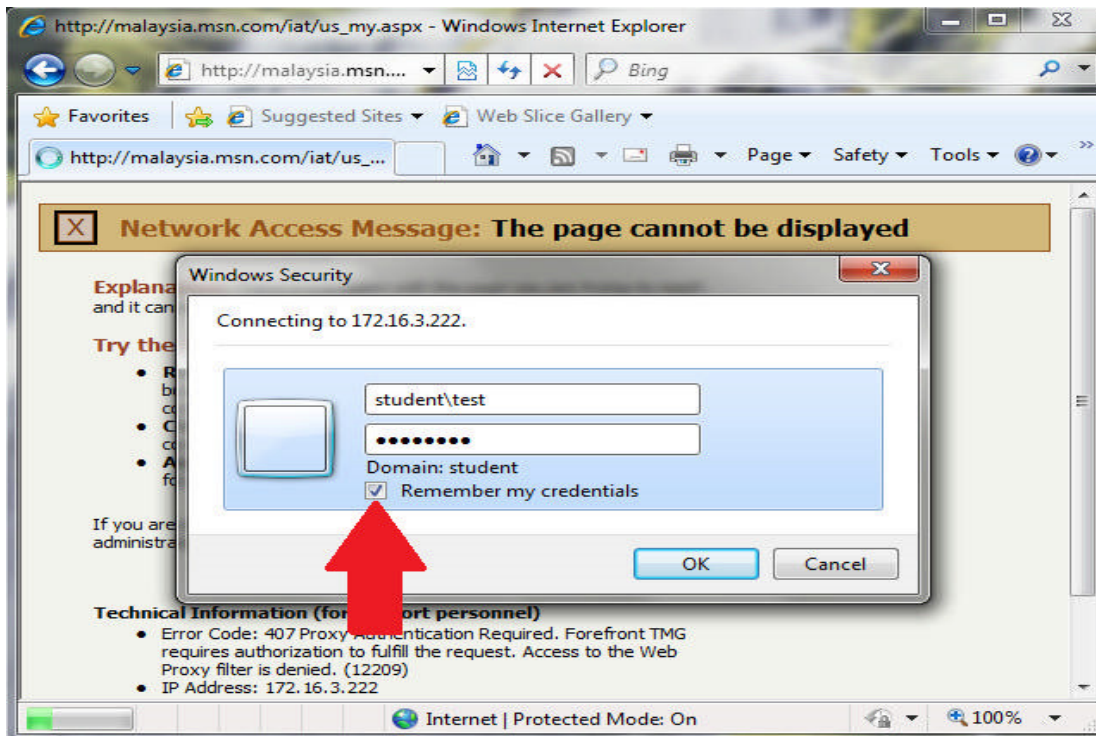 http://malaysia.msn.com/iat/us_my.aspx - Windows Internet Explorer
http://malaysia.msn.... Bing
Favorites Suggested Sites Web Slice Gallery
http://malaysia.msn.com/iat/us_... Page Safety Tools »
X Network Access Message: The page cannot be displayed
Windows Security
Connecting to 172.16.3.222.
and it can
Try the
student\test
Domain: student
Remember my credentials
If you are
OK Cancel
Technical Information (for
personnel)
Error Code: 407 Proxy Authentication Required. Forefront TMG
requires authorization to fulfill the request. Access to the Web
Proxy filter is denied. (12209)
IP Address: 172.16.3.222
Internet | Protected Mode: On 100%